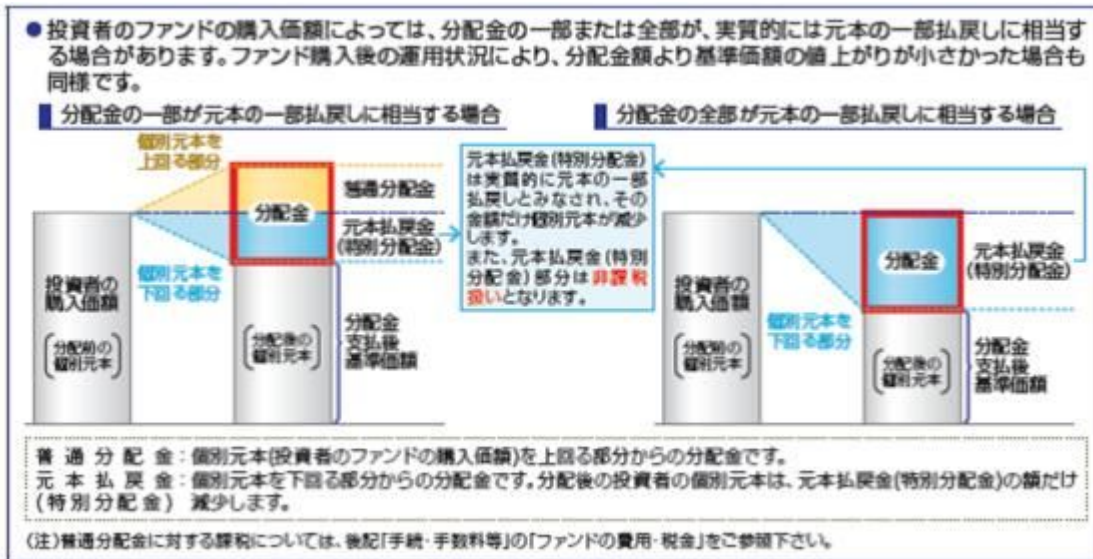 ●投資者のファンドの購入価額によっては、分配金の一部または全部が、実質的には元本の一部払戻しに相当す
る場合があります。ファンド購入後の運用状況により、分配金額より基準価額の値上がりが小さかった場合も
同様です。
分配金の一部が元本の一部払戻しに相当する場合
分配金の全部が元本の一部払戻しに相当する場合
個別元本を
上回る部分
普通分配金
分配金
元本払戻金
(特別分配金)
個別元本を
下回る部分
投資者の
購入価額
(分配前の
個別元本)
(分配後の
個別元本)
分配金
支払後
基準価額
元本払戻金(特別分配金)
は実質的に元本の一部
払戻しとみなされ、その
金額だけ個別元本が減少
します。
また、元本払戻金(特別
分配金)部分は非課税
扱いとなります。
分配金
元本払戻金
(特別分配金)
投資者の
購入価額
(分配前の
個別元本)
個別元本を
下回る部分
(分配後の
個別元本)
分配金
支払後
基準価額
普通分配金:個別元本(投資者のファンドの購入価額)を上回る部分からの分配金です。
元本払戻金:個別元本を下回る部分からの分配金です。分配後の投資者の個別元本は、元本払戻金(特別分配金)の額だけ
(特別分配金) 減少します。
(注)普通分配金に対する課税については、後記「手続・手数料等」の「ファンドの費用・税金」をご参照下さい。